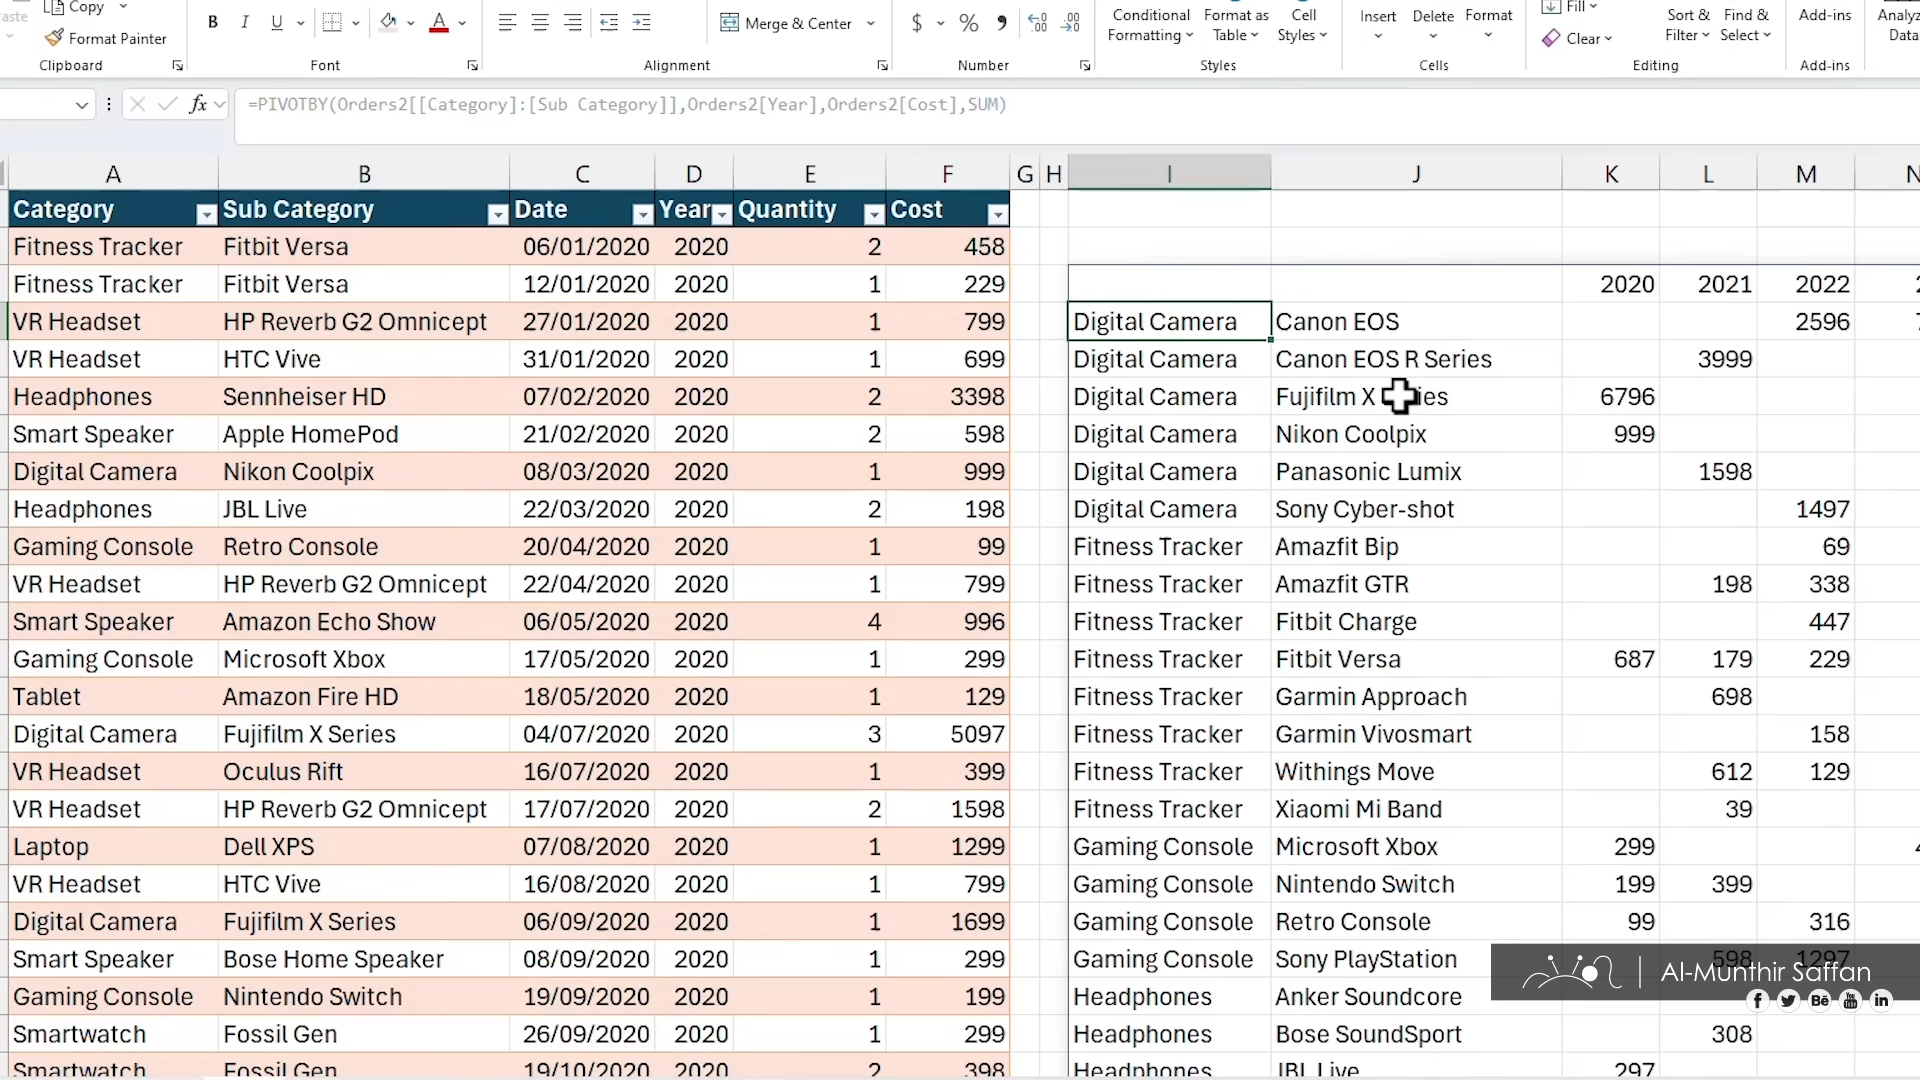 Copy
Format Painter
Clipboard
B I U A
Font
Merge & Center
Alignment
$ %
Number
Conditional Formatting
Format as Table
Cell Styles
Styles
Insert Delete Format
Cells
Fill
Clear
Sort & Filter
Find & Select
Editing
Add-ins
Add-ins
fx =PIVOTBY(Orders2[[Category]:[Sub Category]],Orders2[Year],Orders2[Cost],SUM)
A B C D E F G H I J K L M
Category Sub Category Date Year Quantity Cost
Fitness Tracker Fitbit Versa 06/01/2020 2020 2 458
Fitness Tracker Fitbit Versa 12/01/2020 2020 1 229 2020 2021 2022
VR Headset HP Reverb G2 Omnicept 27/01/2020 2020 1 799 Digital Camera Canon EOS 2596
VR Headset HTC Vive 31/01/2020 2020 1 699 Digital Camera Canon EOS R Series 3999
Headphones Sennheiser HD 07/02/2020 2020 2 3398 Digital Camera Fujifilm X 6796
Smart Speaker Apple HomePod 21/02/2020 2020 2 598 Digital Camera Nikon Coolpix 999
Digital Camera Nikon Coolpix 08/03/2020 2020 1 999 Digital Camera Panasonic Lumix 1598
Headphones JBL Live 22/03/2020 2020 2 198 Digital Camera Sony Cyber-shot 1497
Gaming Console Retro Console 20/04/2020 2020 1 99 Fitness Tracker Amazfit Bip 69
VR Headset HP Reverb G2 Omnicept 22/04/2020 2020 1 799 Fitness Tracker Amazfit GTR 198 338
Smart Speaker Amazon Echo Show 06/05/2020 2020 4 996 Fitness Tracker Fitbit Charge 447
Gaming Console Microsoft Xbox 17/05/2020 2020 1 299 Fitness Tracker Fitbit Versa 687 179 229
Tablet Amazon Fire HD 18/05/2020 2020 1 129 Fitness Tracker Garmin Approach 698
Digital Camera Fujifilm X Series 04/07/2020 2020 3 5097 Fitness Tracker Garmin Vivosmart 158
VR Headset Oculus Rift 16/07/2020 2020 1 399 Fitness Tracker Withings Move 612 129
VR Headset HP Reverb G2 Omnicept 17/07/2020 2020 2 1598 Fitness Tracker Xiaomi Mi Band 39
Laptop Dell XPS 07/08/2020 2020 1 1299 Gaming Console Microsoft Xbox 299
VR Headset HTC Vive 16/08/2020 2020 1 799 Gaming Console Nintendo Switch 199 399
Digital Camera Fujifilm X Series 06/09/2020 2020 1 1699 Gaming Console Retro Console 99 316
Smart Speaker Bose Home Speaker 08/09/2020 2020 1 299 Gaming Console Sony PlayStation 598 1297
Al-Munthir Saffan
Gaming Console Nintendo Switch 19/09/2020 2020 1 199 Headphones Anker Soundcore
Smartwatch Fossil Gen 26/09/2020 2020 1 299 Headphones Bose SoundSport 308
Smartwatch Fossil Gen 19/10/2020 2020 2 398 Headphones JBL Live 297